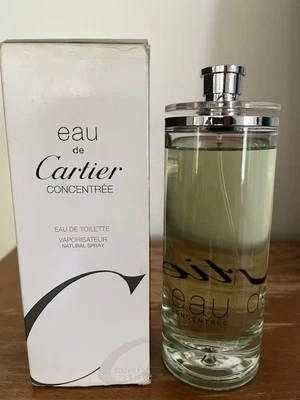 eau
de
Cartier
CONCENTRÉE
EAU DE TOILETTE
VAPORISATEUR
NATURAL SPRAY
eau de
CONCENTRÉE